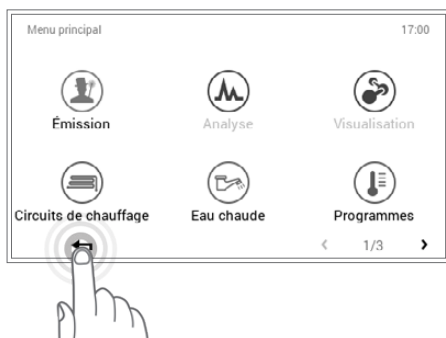 Menu principal 17:00
Émission Analyse Visualisation
Circuits de chauffage Eau chaude Programmes
1/3